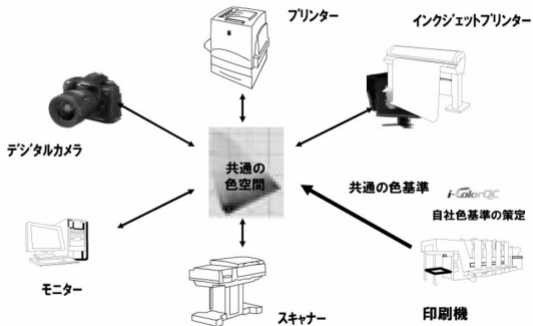 プリンター
インクジェットプリンター
デジタルカメラ
共通の
色空間
共通の色基準
i-ColorQC
自社色基準の策定
モニター
スキャナー
印刷機